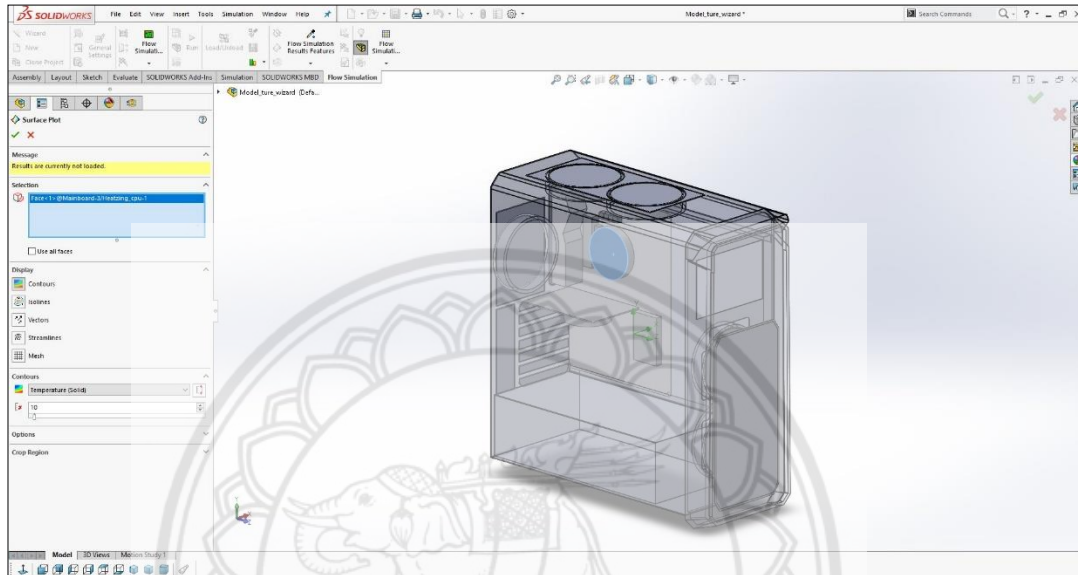 SOLIDWORKS File Edit View Insert Tools Simulation Window Help Model_ture_wizard * Search Commands
Wizard
New
Clone Project
General Settings
Flow Simulati...
Run
Load/Unload
Flow Simulation Results Features
Flow Simulati...
Assembly Layout Sketch Evaluate SOLIDWORKS Add-Ins Simulation SOLIDWORKS MBD Flow Simulation
Model_ture_wizard (Defa...
Surface Plot
Message
Results are currently not loaded.
Selection
Face<1>@Mainboard-3/Heatzing_cpu-1
Use all faces
Display
Contours
Isolines
Vectors
Streamlines
Mesh
Contours
Temperature (Solid)
10
Options
Crop Region
Model 3D Views Motion Study 1